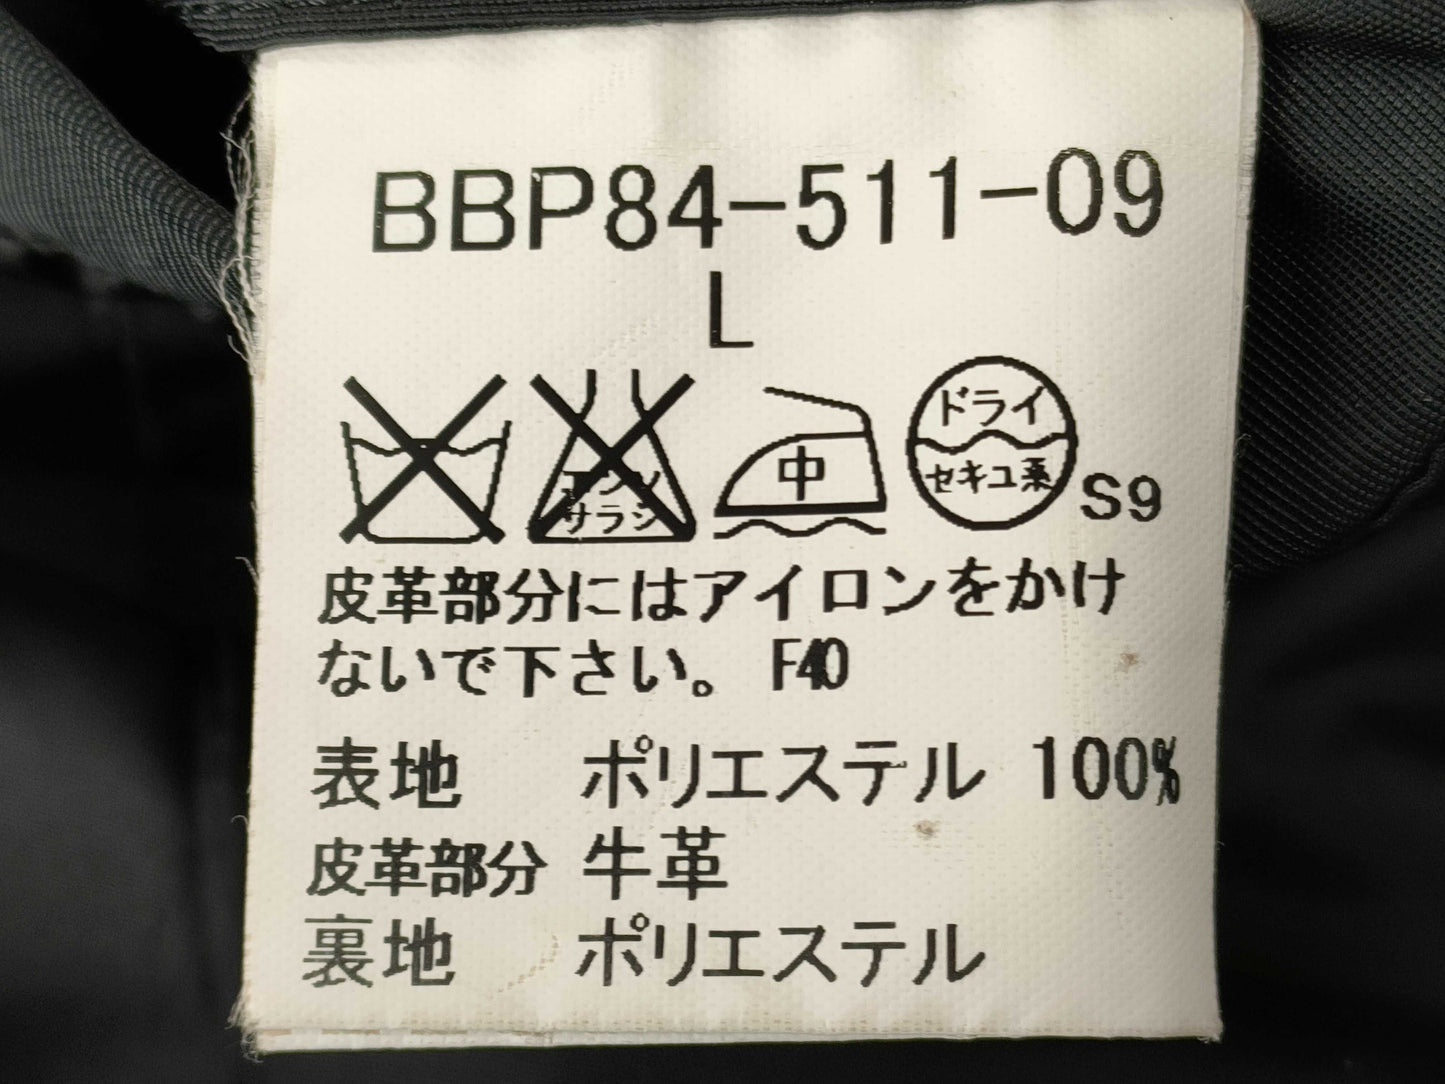 BBP84-511-09
L
エンソ
サラシ
中
ドライ
セキユ系
S9
皮革部分にはアイロンをかけ
ないで下さい。 F40
表地 ポリエステル 100%
皮革部分 牛革
裏地 ポリエステル